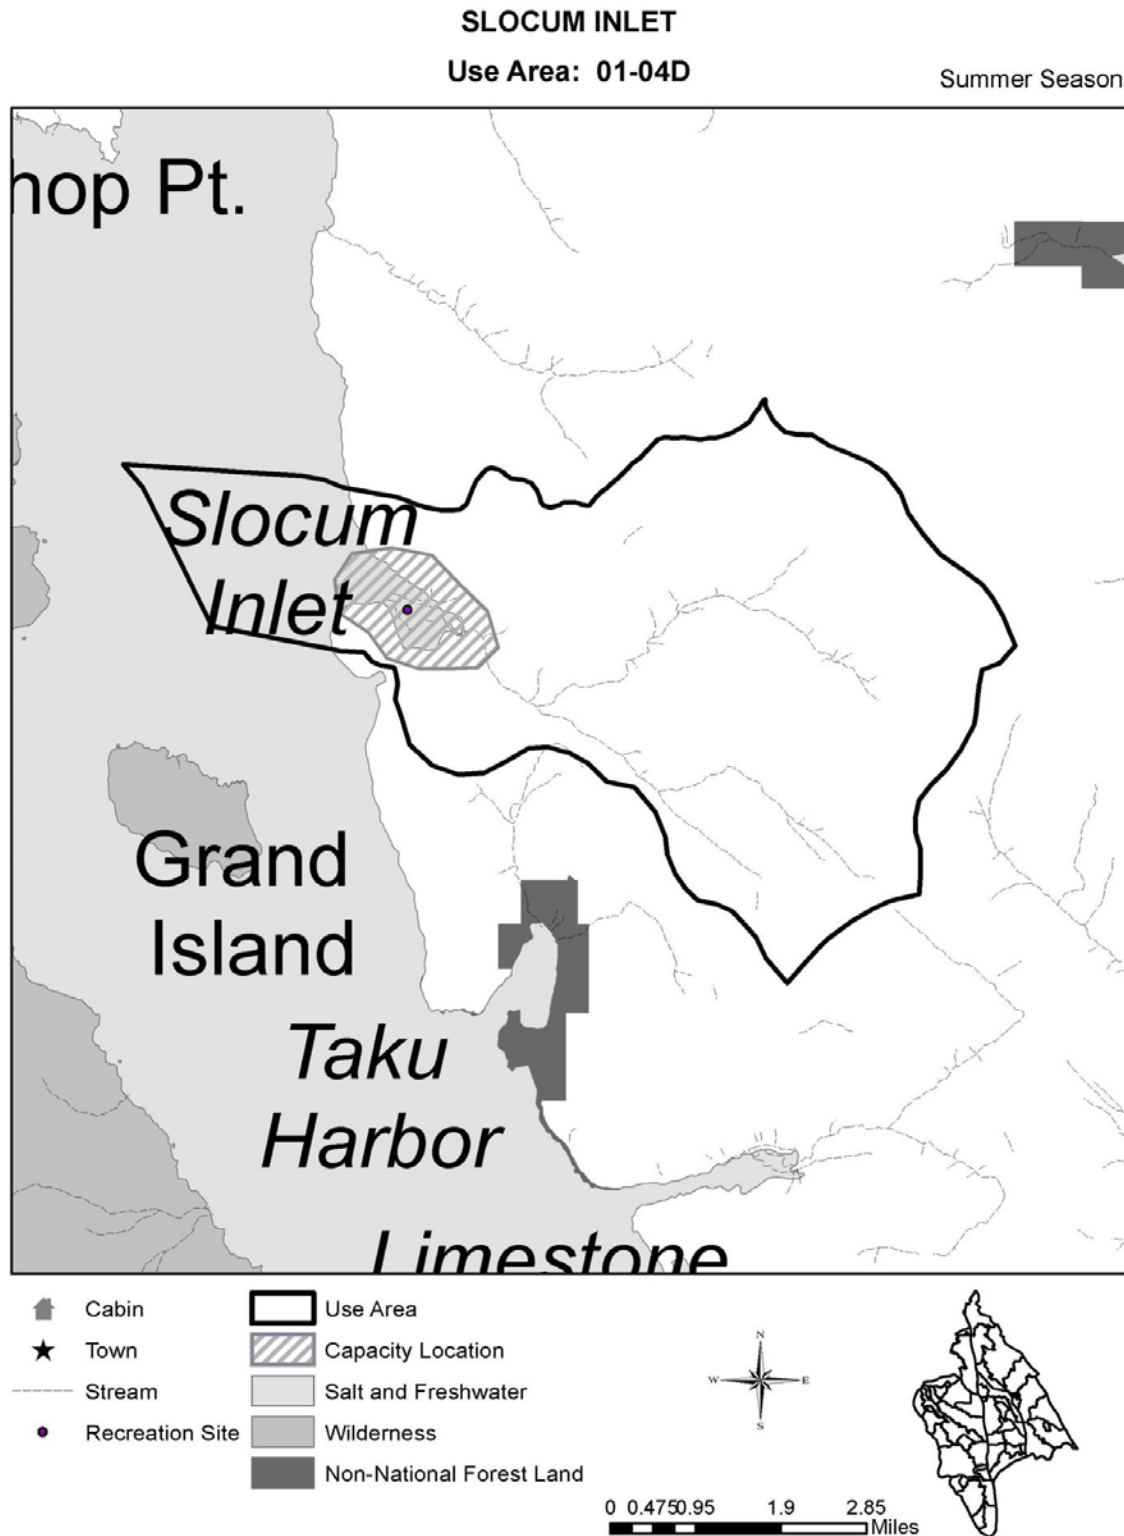 SLOCUM INLET
Use Area: 01-04D
Summer Season
hop Pt.
Slocum
Inlet
Grand
Island
Taku
Harbor
Limestone
Cabin
Town
Stream
Recreation Site
Use Area
Capacity Location
Salt and Freshwater
Wilderness
Non-National Forest Land
N
W E
S
0 0.475 0.95 1.9 2.85
Miles